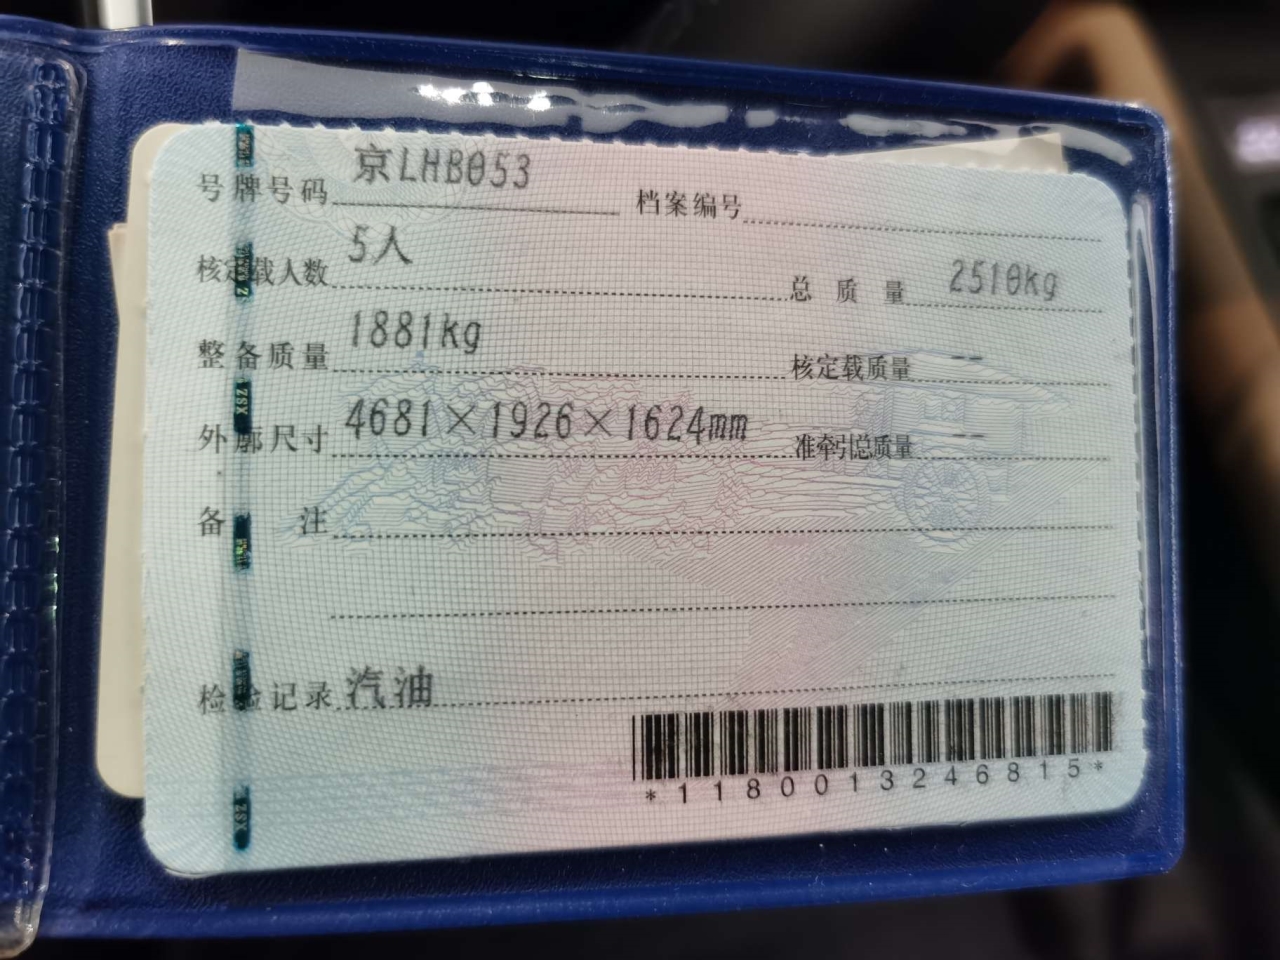 号牌号码 京LHB053 档案编号
核定载人数 5人 总质量 2510kg
整备质量 1881kg 核定载质量 --
外廓尺寸 4681×1926×1624mm 准牵引总质量 --
备注
检验记录 汽油
*1180013246815*